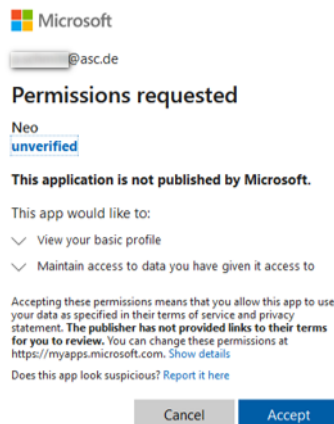 Microsoft
@asc.de
Permissions requested
Neo
unverified
This application is not published by Microsoft.
This app would like to:
View your basic profile
Maintain access to data you have given it access to
Accepting these permissions means that you allow this app to use
your data as specified in their terms of service and privacy
statement. The publisher has not provided links to their terms
for you to review. You can change these permissions at
https://myapps.microsoft.com. Show details
Does this app look suspicious? Report it here
Cancel
Accept